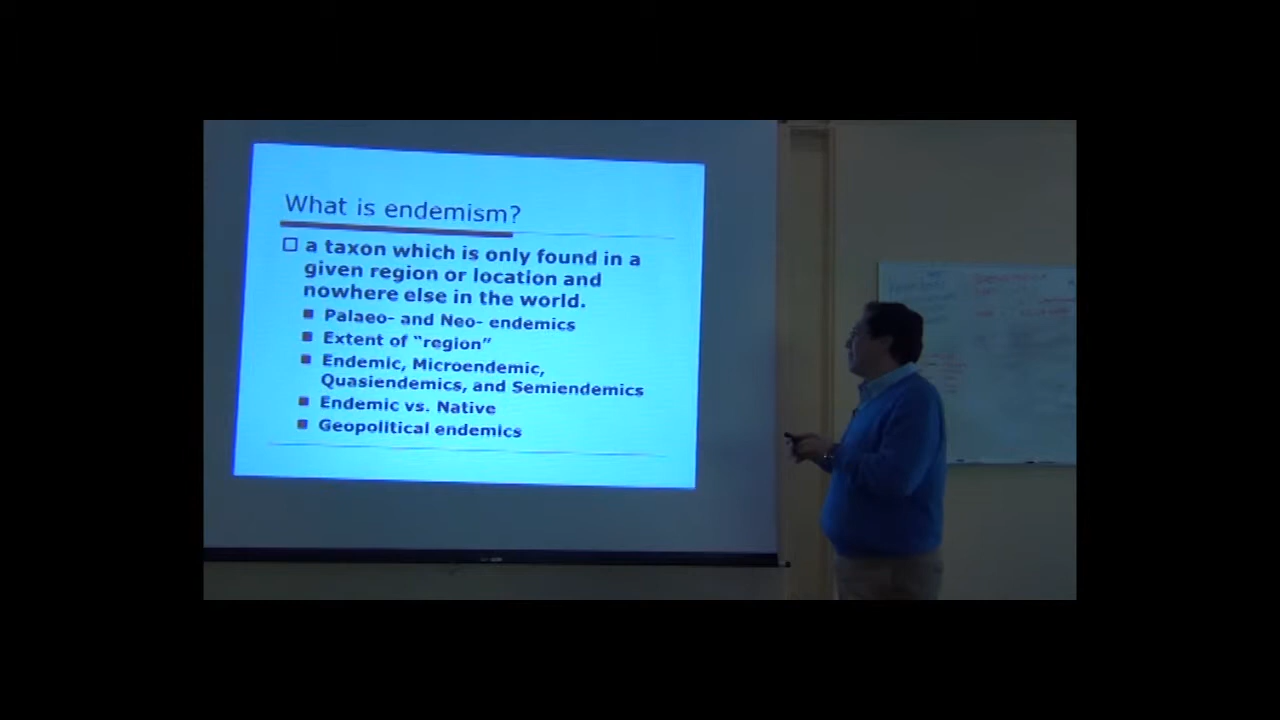 What is endemism?
a taxon which is only found in a
given region or location and
nowhere else in the world.
Palaeo- and Neo- endemics
Extent of “region”
Endemic, Microendemic,
Quasiendemics, and Semiendemics
Endemic vs. Native
Geopolitical endemics